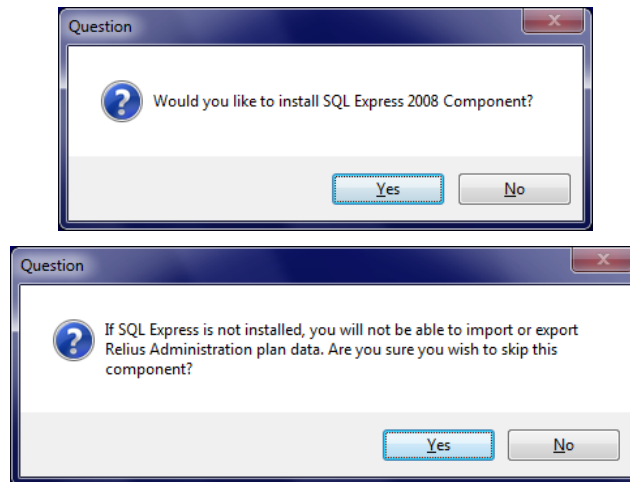 Question
Would you like to install SQL Express 2008 Component?
Yes No
Question
If SQL Express is not installed, you will not be able to import or export
Relius Administration plan data. Are you sure you wish to skip this
component?
Yes No